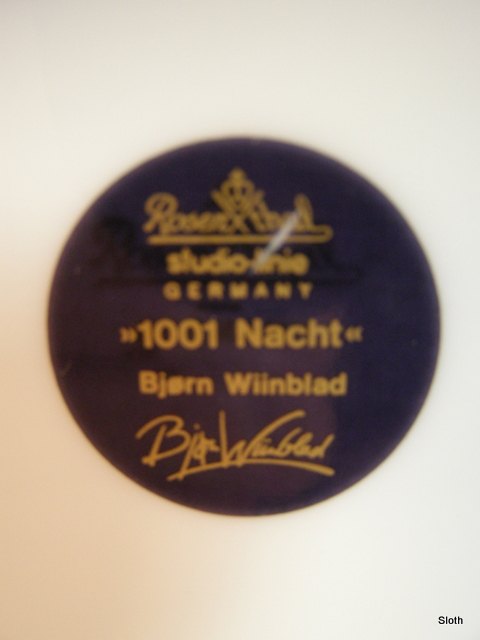 Rosenthal
studio-linie
GERMANY
»1001 Nacht«
Bjørn Wiinblad
Bjørn Wiinblad
Sloth